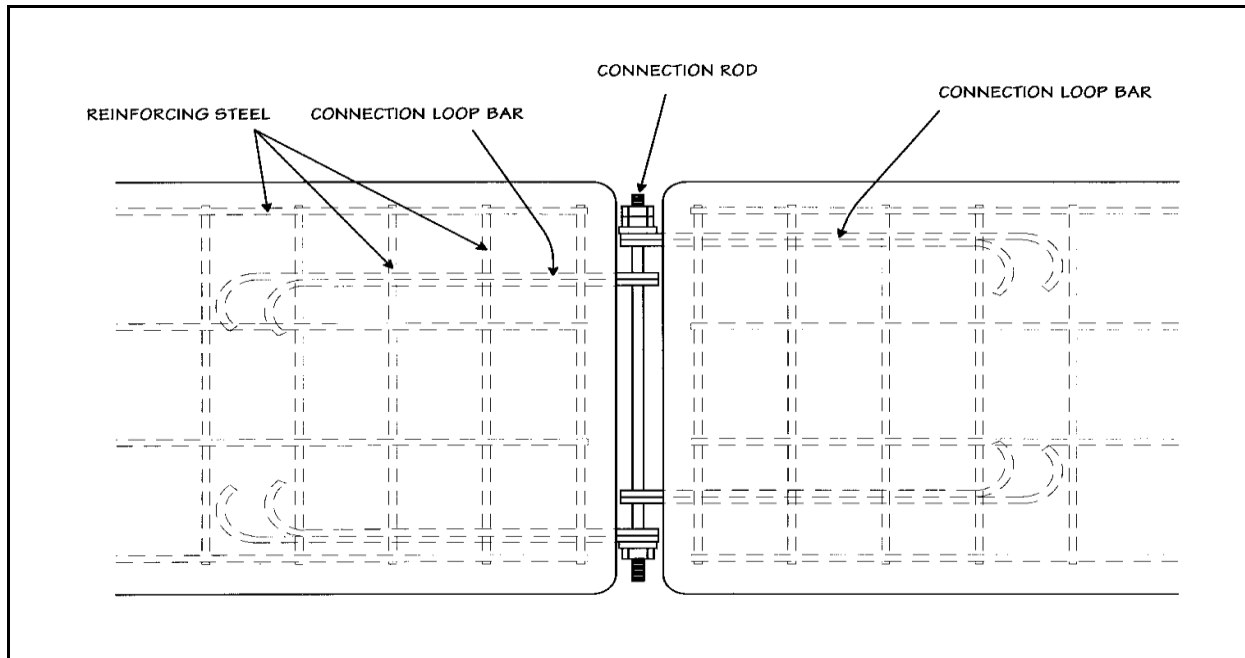 CONNECTION ROD
CONNECTION LOOP BAR
REINFORCING STEEL
CONNECTION LOOP BAR